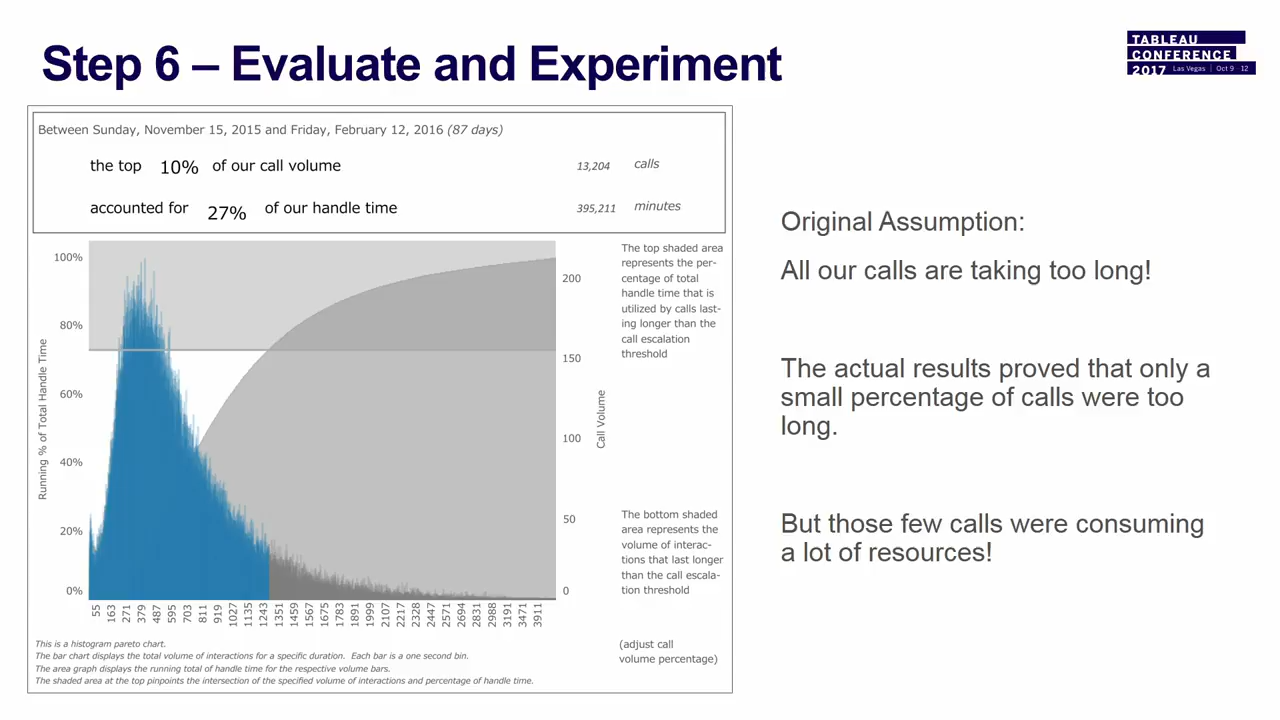 Step 6 – Evaluate and Experiment
TABLEAU
CONFERENCE
2017 Las Vegas | Oct 9 - 12
Between Sunday, November 15, 2015 and Friday, February 12, 2016 (87 days)
the top 10% of our call volume 13,204 calls
accounted for 27% of our handle time 395,211 minutes
Running % of Total Handle Time
100%
80%
60%
40%
20%
0%
200
150
100
50
0
Call Volume
55 163 271 379 487 595 703 811 919 1027 1135 1243 1351 1459 1567 1675 1783 1891 1999 2107 2217 2328 2447 2571 2694 2831 2988 3191 3471 3911
The top shaded area
represents the per-
centage of total
handle time that is
utilized by calls last-
ing longer than the
call escalation
threshold
The bottom shaded
area represents the
volume of interac-
tions that last longer
than the call escala-
tion threshold
(adjust call
volume percentage)
This is a histogram pareto chart.
The bar chart displays the total volume of interactions for a specific duration. Each bar is a one second bin.
The area graph displays the running total of handle time for the respective volume bars.
The shaded area at the top pinpoints the intersection of the specified volume of interactions and percentage of handle time.
Original Assumption:
All our calls are taking too long!
The actual results proved that only a
small percentage of calls were too
long.
But those few calls were consuming
a lot of resources!